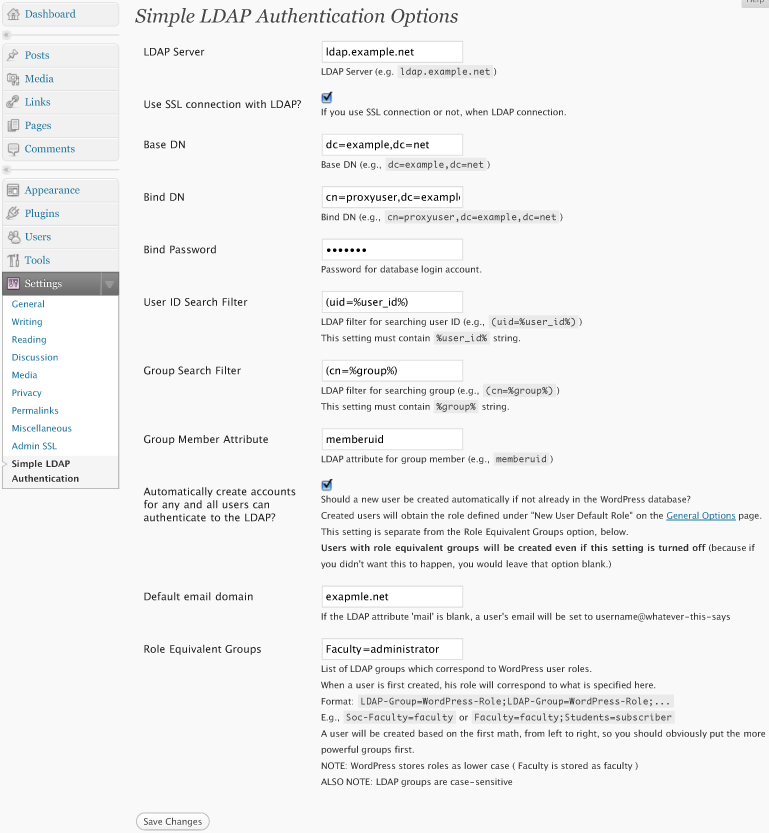 Help
Dashboard
Posts
Media
Links
Pages
Comments
Appearance
Plugins
Users
Tools
Settings
General
Writing
Reading
Discussion
Media
Privacy
Permalinks
Miscellaneous
Admin SSL
Simple LDAP
Authentication
Simple LDAP Authentication Options
LDAP Server
ldap.example.net
LDAP Server (e.g. ldap.example.net)
Use SSL connection with LDAP?
If you use SSL connection or not, when LDAP connection.
Base DN
dc=example,dc=net
Base DN (e.g., dc=example,dc=net)
Bind DN
cn=proxyuser,dc=exampl
Bind DN (e.g., cn=proxyuser,dc=example,dc=net)
Bind Password
•••••••
Password for database login account.
User ID Search Filter
(uid=%user_id%)
LDAP filter for searching user ID (e.g., (uid=%user_id%))
This setting must contain %user_id% string.
Group Search Filter
(cn=%group%)
LDAP filter for searching group (e.g., (cn=%group%))
This setting must contain %group% string.
Group Member Attribute
memberuid
LDAP attribute for group member (e.g., memberuid)
Automatically create accounts
for any and all users can
authenticate to the LDAP?
Should a new user be created automatically if not already in the WordPress database?
Created users will obtain the role defined under "New User Default Role" on the General Options page.
This setting is separate from the Role Equivalent Groups option, below.
Users with role equivalent groups will be created even if this setting is turned off (because if
you didn't want this to happen, you would leave that option blank.)
Default email domain
exapmle.net
If the LDAP attribute 'mail' is blank, a user's email will be set to username@whatever-this-says
Role Equivalent Groups
Faculty=administrator
List of LDAP groups which correspond to WordPress user roles.
When a user is first created, his role will correspond to what is specified here.
Format: LDAP-Group=WordPress-Role;LDAP-Group=WordPress-Role;...
E.g., Soc-Faculty=faculty or Faculty=faculty;Students=subscriber
A user will be created based on the first math, from left to right, so you should obviously put the more
powerful groups first.
NOTE: WordPress stores roles as lower case ( Faculty is stored as faculty )
ALSO NOTE: LDAP groups are case-sensitive
Save Changes